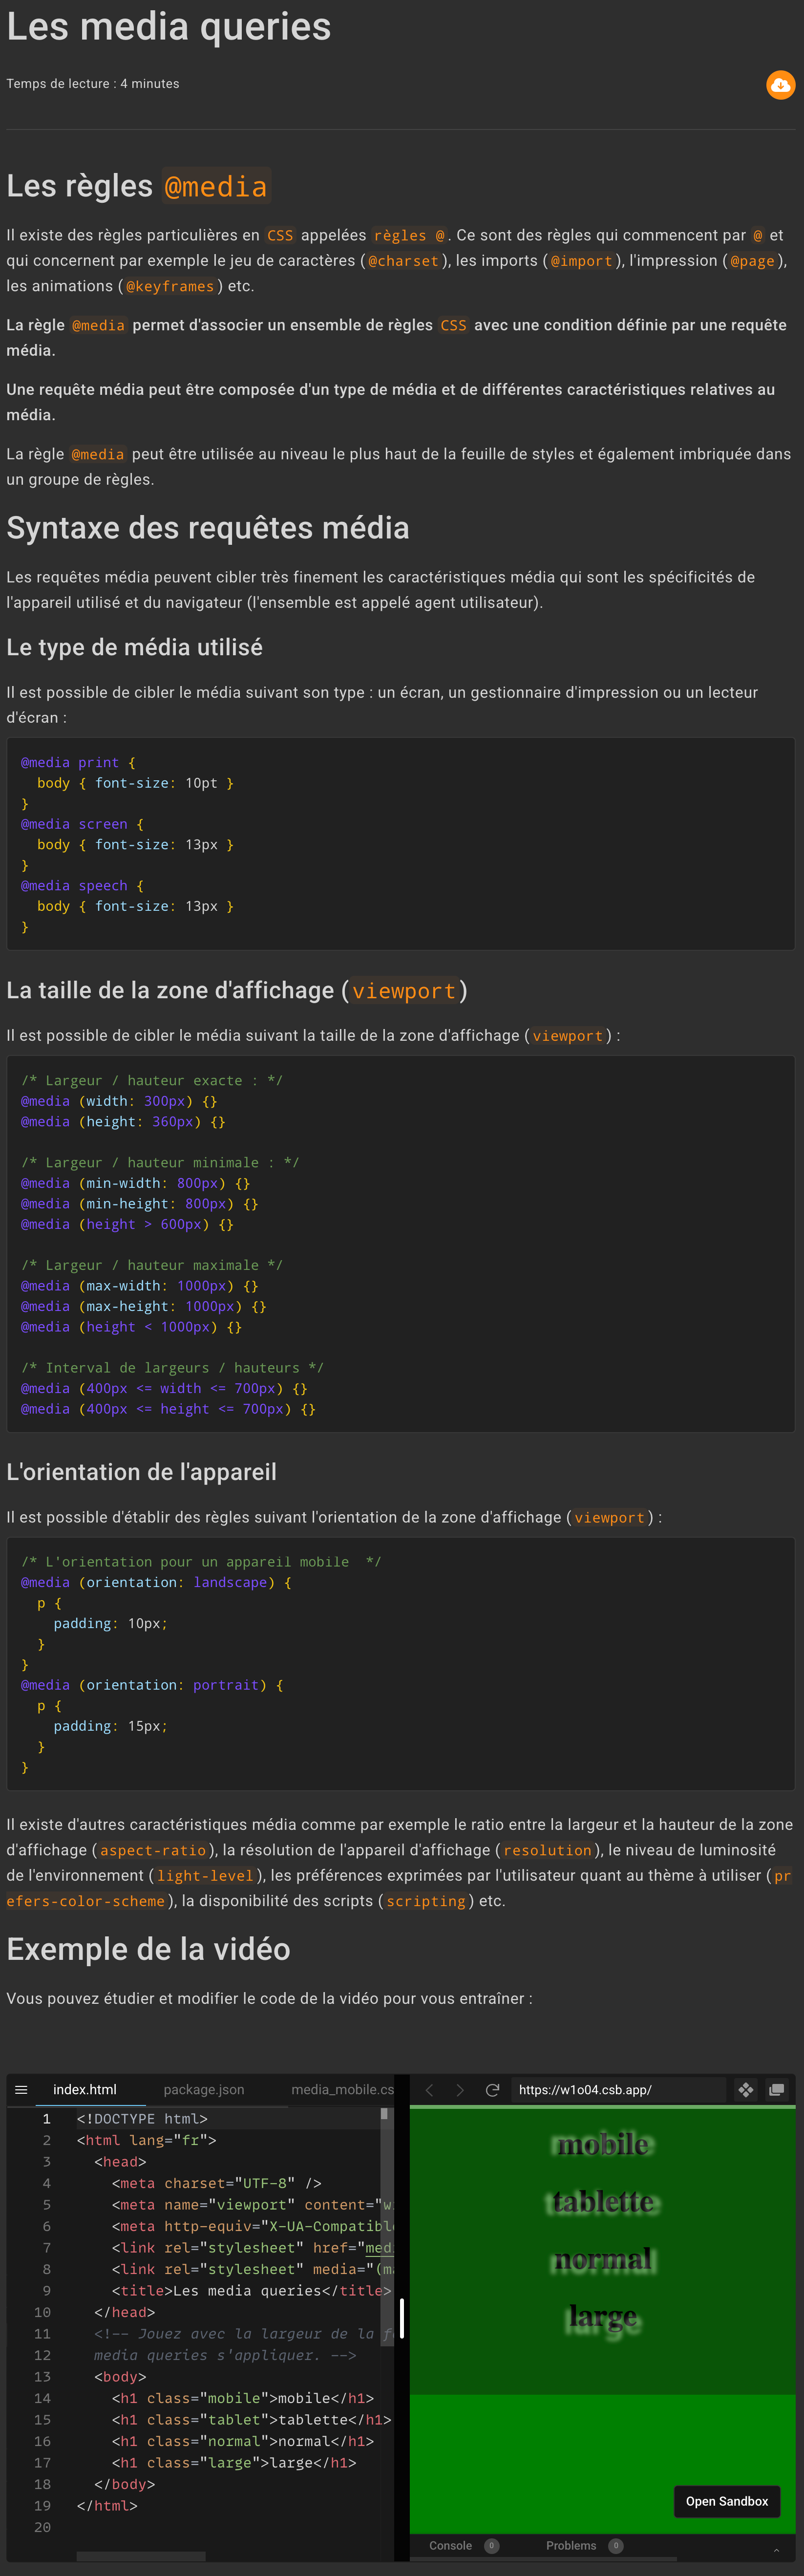 Les media queries
Temps de lecture : 4 minutes
Les règles @media
Il existe des règles particulières en CSS appelées règles @. Ce sont des règles qui commencent par @ et
qui concernent par exemple le jeu de caractères (@charset), les imports (@import), l'impression (@page),
les animations (@keyframes) etc.
La règle @media permet d'associer un ensemble de règles CSS avec une condition définie par une requête
média.
Une requête média peut être composée d'un type de média et de différentes caractéristiques relatives au
média.
La règle @media peut être utilisée au niveau le plus haut de la feuille de styles et également imbriquée dans
un groupe de règles.
Syntaxe des requêtes média
Les requêtes média peuvent cibler très finement les caractéristiques média qui sont les spécificités de
l'appareil utilisé et du navigateur (l'ensemble est appelé agent utilisateur).
Le type de média utilisé
Il est possible de cibler le média suivant son type : un écran, un gestionnaire d'impression ou un lecteur
d'écran :
@media print {
  body { font-size: 10pt }
}
@media screen {
  body { font-size: 13px }
}
@media speech {
  body { font-size: 13px }
}
La taille de la zone d'affichage (viewport)
Il est possible de cibler le média suivant la taille de la zone d'affichage (viewport) :
/* Largeur / hauteur exacte : */
@media (width: 300px) {}
@media (height: 360px) {}
/* Largeur / hauteur minimale : */
@media (min-width: 800px) {}
@media (min-height: 800px) {}
@media (height > 600px) {}
/* Largeur / hauteur maximale */
@media (max-width: 1000px) {}
@media (max-height: 1000px) {}
@media (height < 1000px) {}
/* Interval de largeurs / hauteurs */
@media (400px <= width <= 700px) {}
@media (400px <= height <= 700px) {}
L'orientation de l'appareil
Il est possible d'établir des règles suivant l'orientation de la zone d'affichage (viewport) :
/* L'orientation pour un appareil mobile  */
@media (orientation: landscape) {
  p {
    padding: 10px;
  }
}
@media (orientation: portrait) {
  p {
    padding: 15px;
  }
}
Il existe d'autres caractéristiques média comme par exemple le ratio entre la largeur et la hauteur de la zone
d'affichage (aspect-ratio), la résolution de l'appareil d'affichage (resolution), le niveau de luminosité
de l'environnement (light-level), les préférences exprimées par l'utilisateur quant au thème à utiliser (pr
efers-color-scheme), la disponibilité des scripts (scripting) etc.
Exemple de la vidéo
Vous pouvez étudier et modifier le code de la vidéo pour vous entraîner :
index.html package.json media_mobile.cs
1 <!DOCTYPE html>
2 <html lang="fr">
3 <head>
4 <meta charset="UTF-8" />
5 <meta name="viewport" content="w
6 <meta http-equiv="X-UA-Compatibl
7 <link rel="stylesheet" href="med
8 <link rel="stylesheet" media="(ma
9 <title>Les media queries</title>
10 </head>
11 <!-- Jouez avec la largeur de la f
12 media queries s'appliquer. -->
13 <body>
14 <h1 class="mobile">mobile</h1>
15 <h1 class="tablet">tablette</h1>
16 <h1 class="normal">normal</h1>
17 <h1 class="large">large</h1>
18 </body>
19 </html>
20
https://w1o04.csb.app/
mobile
tablette
normal
large
Open Sandbox
Console 0 Problems 0